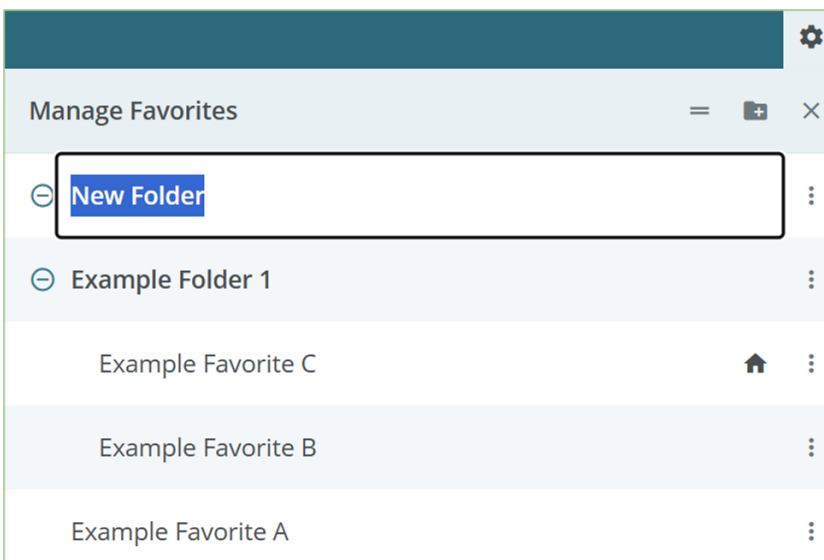 Manage Favorites
New Folder
Example Folder 1
Example Favorite C
Example Favorite B
Example Favorite A